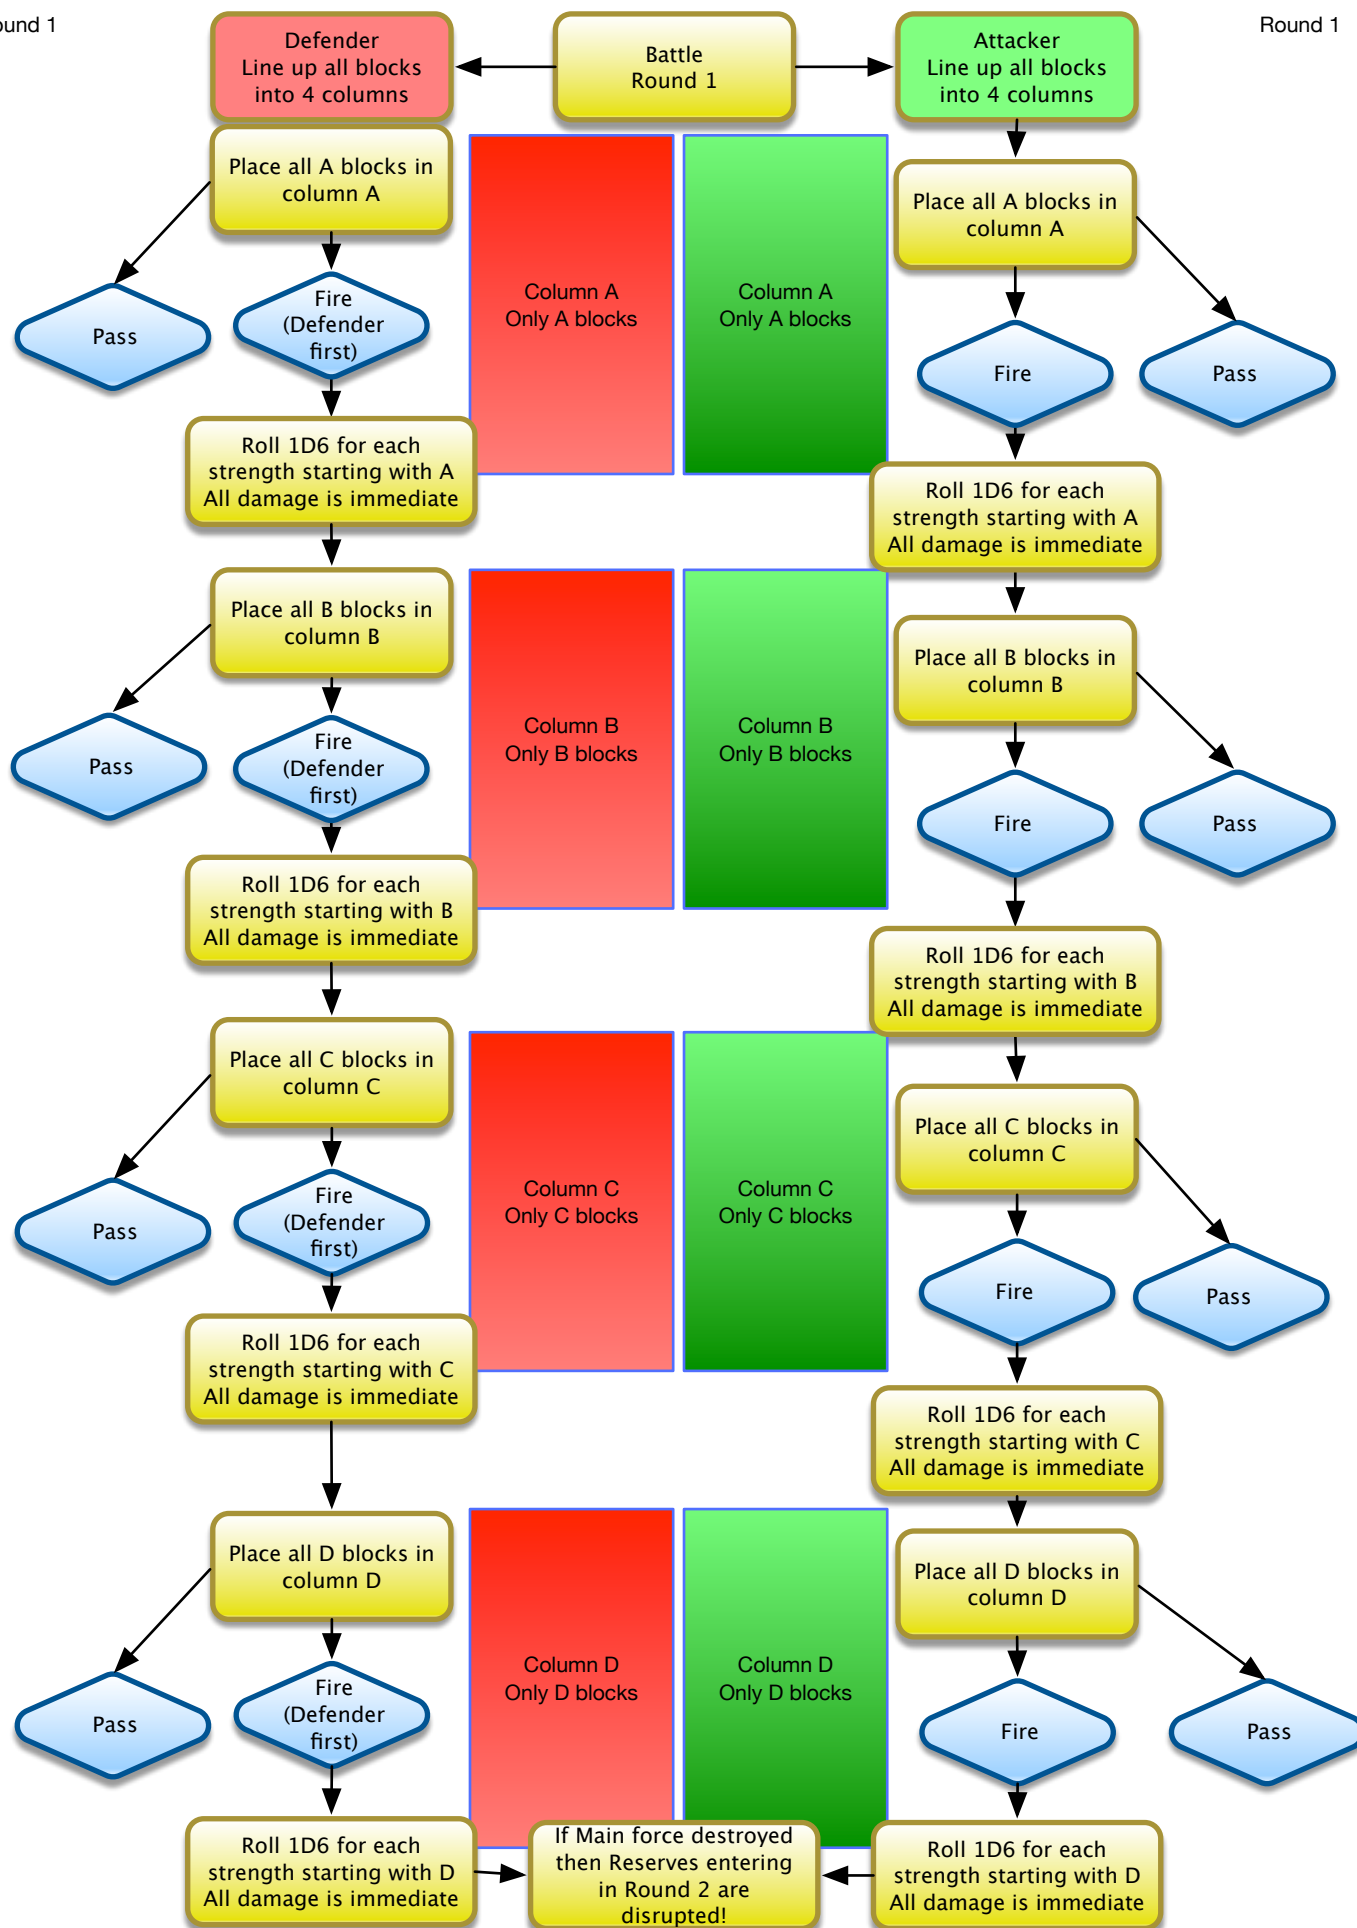 ound 1
Round 1
Defender
Line up all blocks
into 4 columns
Battle
Round 1
Attacker
Line up all blocks
into 4 columns
Place all A blocks in
column A
Place all A blocks in
column A
Column A
Only A blocks
Column A
Only A blocks
Pass
Fire
(Defender
first)
Fire
Pass
Roll 1D6 for each
strength starting with A
All damage is immediate
Roll 1D6 for each
strength starting with A
All damage is immediate
Place all B blocks in
column B
Place all B blocks in
column B
Column B
Only B blocks
Column B
Only B blocks
Pass
Fire
(Defender
first)
Fire
Pass
Roll 1D6 for each
strength starting with B
All damage is immediate
Roll 1D6 for each
strength starting with B
All damage is immediate
Place all C blocks in
column C
Place all C blocks in
column C
Column C
Only C blocks
Column C
Only C blocks
Pass
Fire
(Defender
first)
Fire
Pass
Roll 1D6 for each
strength starting with C
All damage is immediate
Roll 1D6 for each
strength starting with C
All damage is immediate
Place all D blocks in
column D
Place all D blocks in
column D
Column D
Only D blocks
Column D
Only D blocks
Pass
Fire
(Defender
first)
Fire
Pass
Roll 1D6 for each
strength starting with D
All damage is immediate
If Main force destroyed
then Reserves entering
in Round 2 are
disrupted!
Roll 1D6 for each
strength starting with D
All damage is immediate